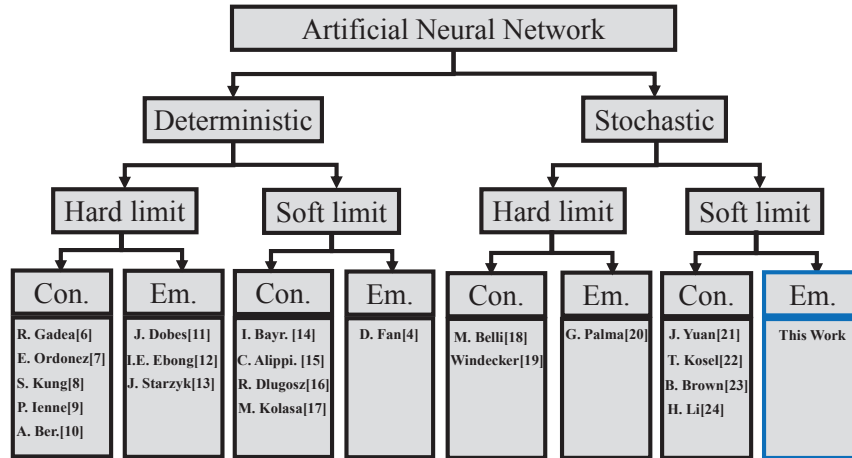 Artificial Neural Network
Deterministic
Stochastic
Hard limit
Soft limit
Hard limit
Soft limit
Con.
Em.
Con.
Em.
Con.
Em.
Con.
Em.
R. Gadea[6]
E. Ordonez[7]
S. Kung[8]
P. Ienne[9]
A. Ber.[10]
J. Dobes[11]
I.E. Ebong[12]
J. Starzyk[13]
I. Bayr. [14]
C. Alippi. [15]
R. Dlugosz[16]
M. Kolasa[17]
D. Fan[4]
M. Belli[18]
Windecker[19]
G. Palma[20]
J. Yuan[21]
T. Kosel[22]
B. Brown[23]
H. Li[24]
This Work